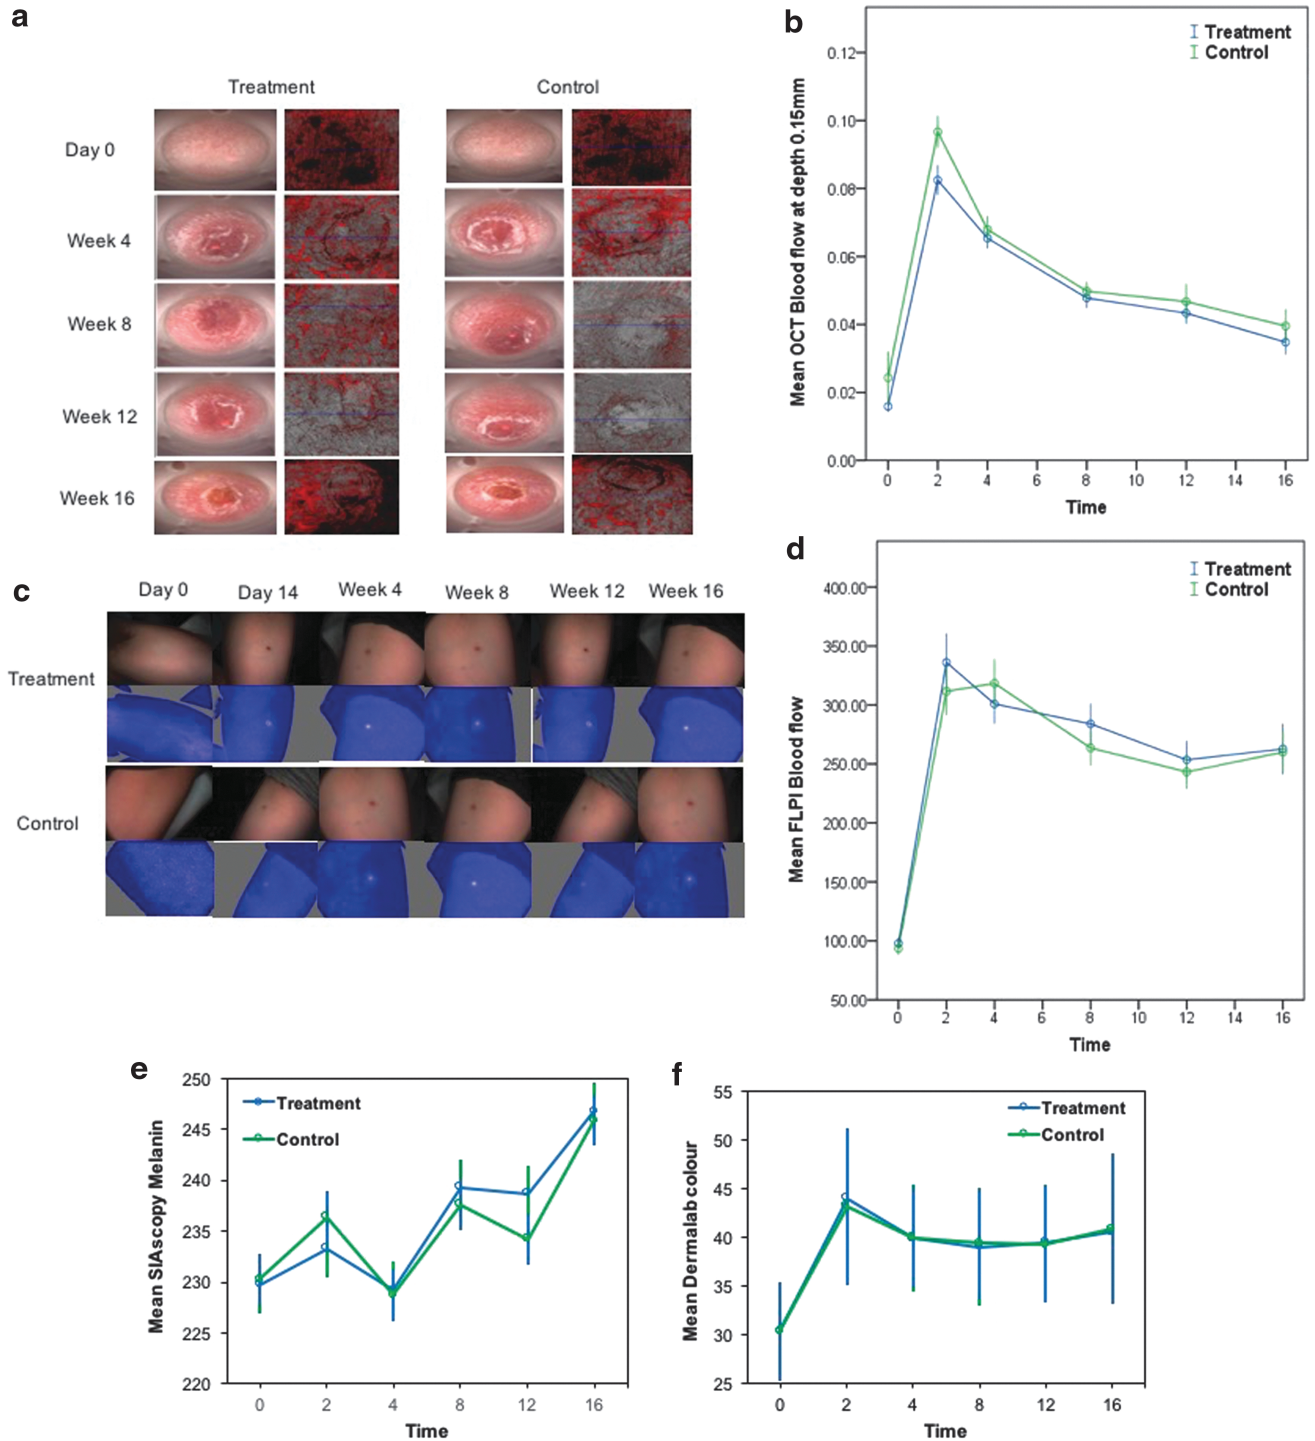 a
Treatment Control
Day 0
Week 4
Week 8
Week 12
Week 16
b
Treatment
Control
0.12
0.10
0.08
0.06
0.04
0.02
0.00
Mean OCT Blood flow at depth 0.15mm
0 2 4 6 8 10 12 14 16
Time
c
Day 0 Day 14 Week 4 Week 8 Week 12 Week 16
Treatment
Control
d
Treatment
Control
400.00
350.00
300.00
250.00
200.00
150.00
100.00
50.00
Mean FLPI Blood flow
0 2 4 6 8 10 12 14 16
Time
e
Treatment
Control
250
245
240
235
230
225
220
Mean SIAscopy Melanin
0 2 4 8 12 16
Time
f
Treatment
Control
55
50
45
40
35
30
25
Mean Dermalab colour
0 2 4 8 12 16
Time